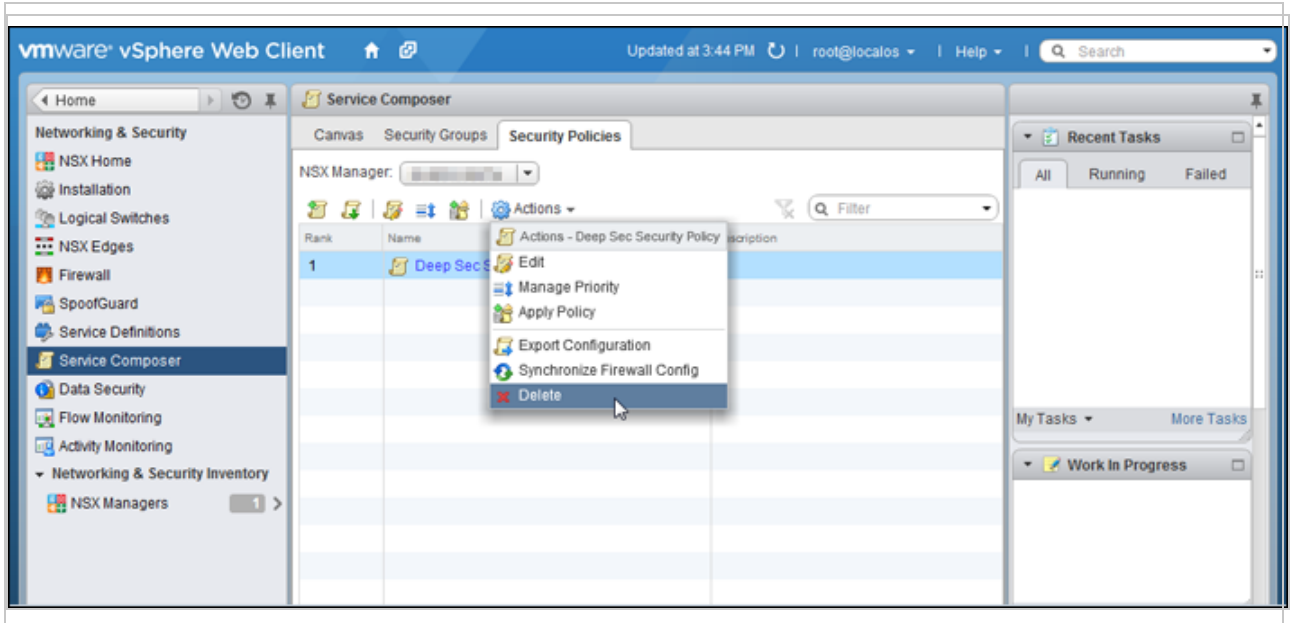 vmware® vSphere Web Client
Updated at 3:44 PM | root@localos | Help | Search
Home
Networking & Security
NSX Home
Installation
Logical Switches
NSX Edges
Firewall
SpoofGuard
Service Definitions
Service Composer
Data Security
Flow Monitoring
Activity Monitoring
Networking & Security Inventory
NSX Managers 1
Service Composer
Canvas Security Groups Security Policies
NSX Manager:
Actions Filter
Rank Name scription
1 Deep Sec S
Actions - Deep Sec Security Policy
Edit
Manage Priority
Apply Policy
Export Configuration
Synchronize Firewall Config
Delete
Recent Tasks
All Running Failed
My Tasks More Tasks
Work In Progress